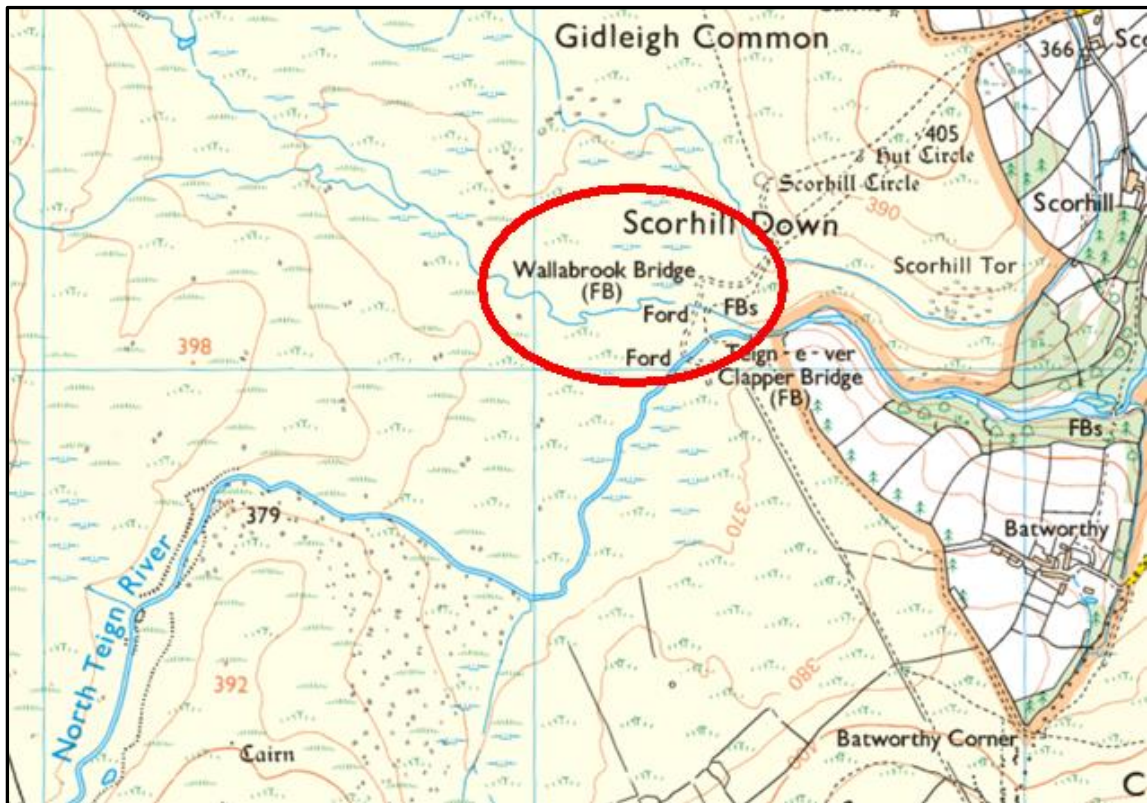 Gidleigh Common
366
405
Hut Circle
Scorhill Circle
390
Scorhill
Scorhill Down
Wallabrook Bridge
(FB)
Scorhill Tor
Ford
FBs
398
Ford
Teign-e-ver
Clapper Bridge
(FB)
FBs
370
379
Batworthy
North Teign River
392
380
Cairn
Batworthy Corner